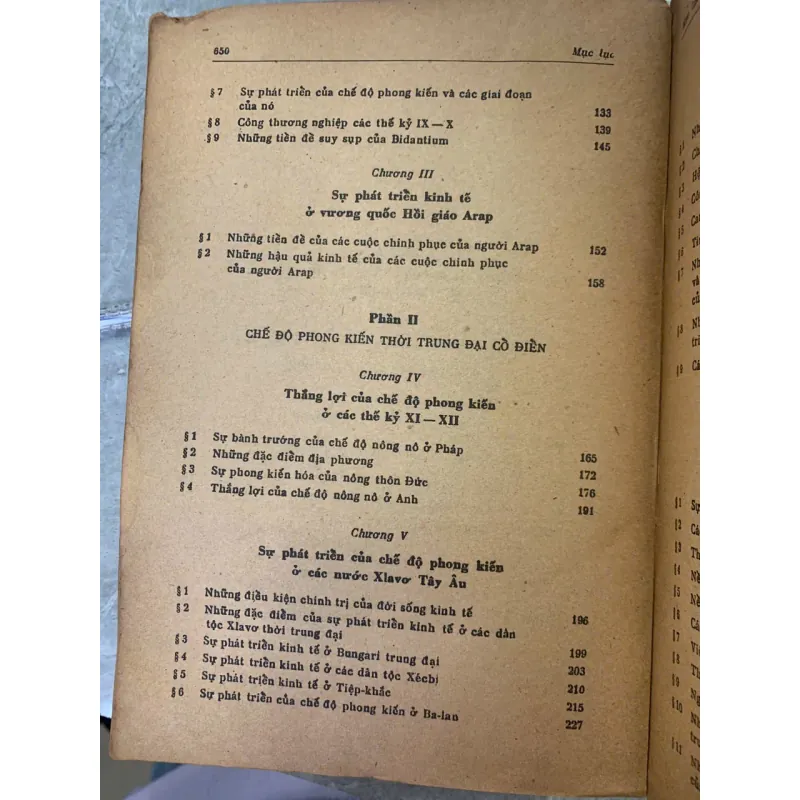 650 Mục lục
§7 Sự phát triển của chế độ phong kiến và các giai đoạn
của nó 133
§8 Công thương nghiệp các thế kỷ IX — X 139
§9 Những tiền đề suy sụp của Bidantium 145
Chương III
Sự phát triển kinh tế
ở vương quốc Hồi giáo Arap
§1 Những tiền đề của các cuộc chinh phục của người Arap 152
§2 Những hậu quả kinh tế của các cuộc chinh phục
của người Arap 158
Phần II
CHẾ ĐỘ PHONG KIẾN THỜI TRUNG ĐẠI CỔ ĐIỂN
Chương IV
Thắng lợi của chế độ phong kiến
ở các thế kỷ XI — XII
§1 Sự bành trướng của chế độ nông nô ở Pháp 165
§2 Những đặc điểm địa phương 172
§3 Sự phong kiến hóa của nông thôn Đức 176
§4 Thắng lợi của chế độ nông nô ở Anh 191
Chương V
Sự phát triển của chế độ phong kiến
ở các nước Xlavơ Tây Âu
§1 Những điều kiện chính trị của đời sống kinh tế 196
§2 Những đặc điểm của sự phát triển kinh tế ở các dân
tộc Xlavơ thời trung đại 199
§3 Sự phát triển kinh tế ở Bungari trung đại 203
§4 Sự phát triển kinh tế ở các dân tộc Xécbị 210
§5 Sự phát triển kinh tế ở Tiệp-khắc 215
§6 Sự phát triển của chế độ phong kiến ở Ba-lan 227